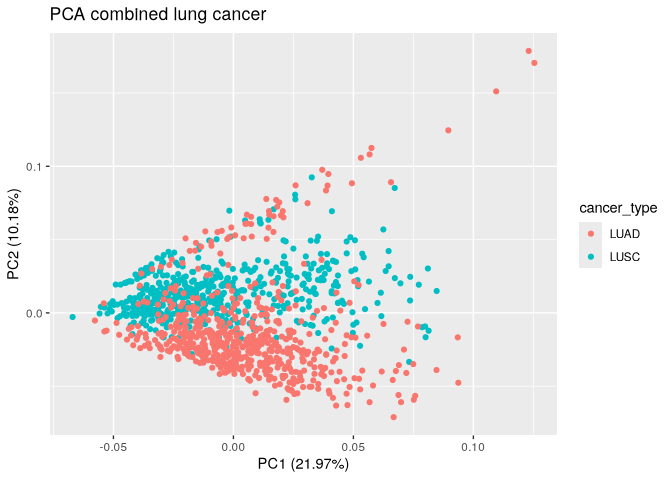 PCA combined lung cancer
PC2 (10.18%)
0.1
0.0
-0.05
0.00
0.05
0.10
PC1 (21.97%)
cancer_type
LUAD
LUSC